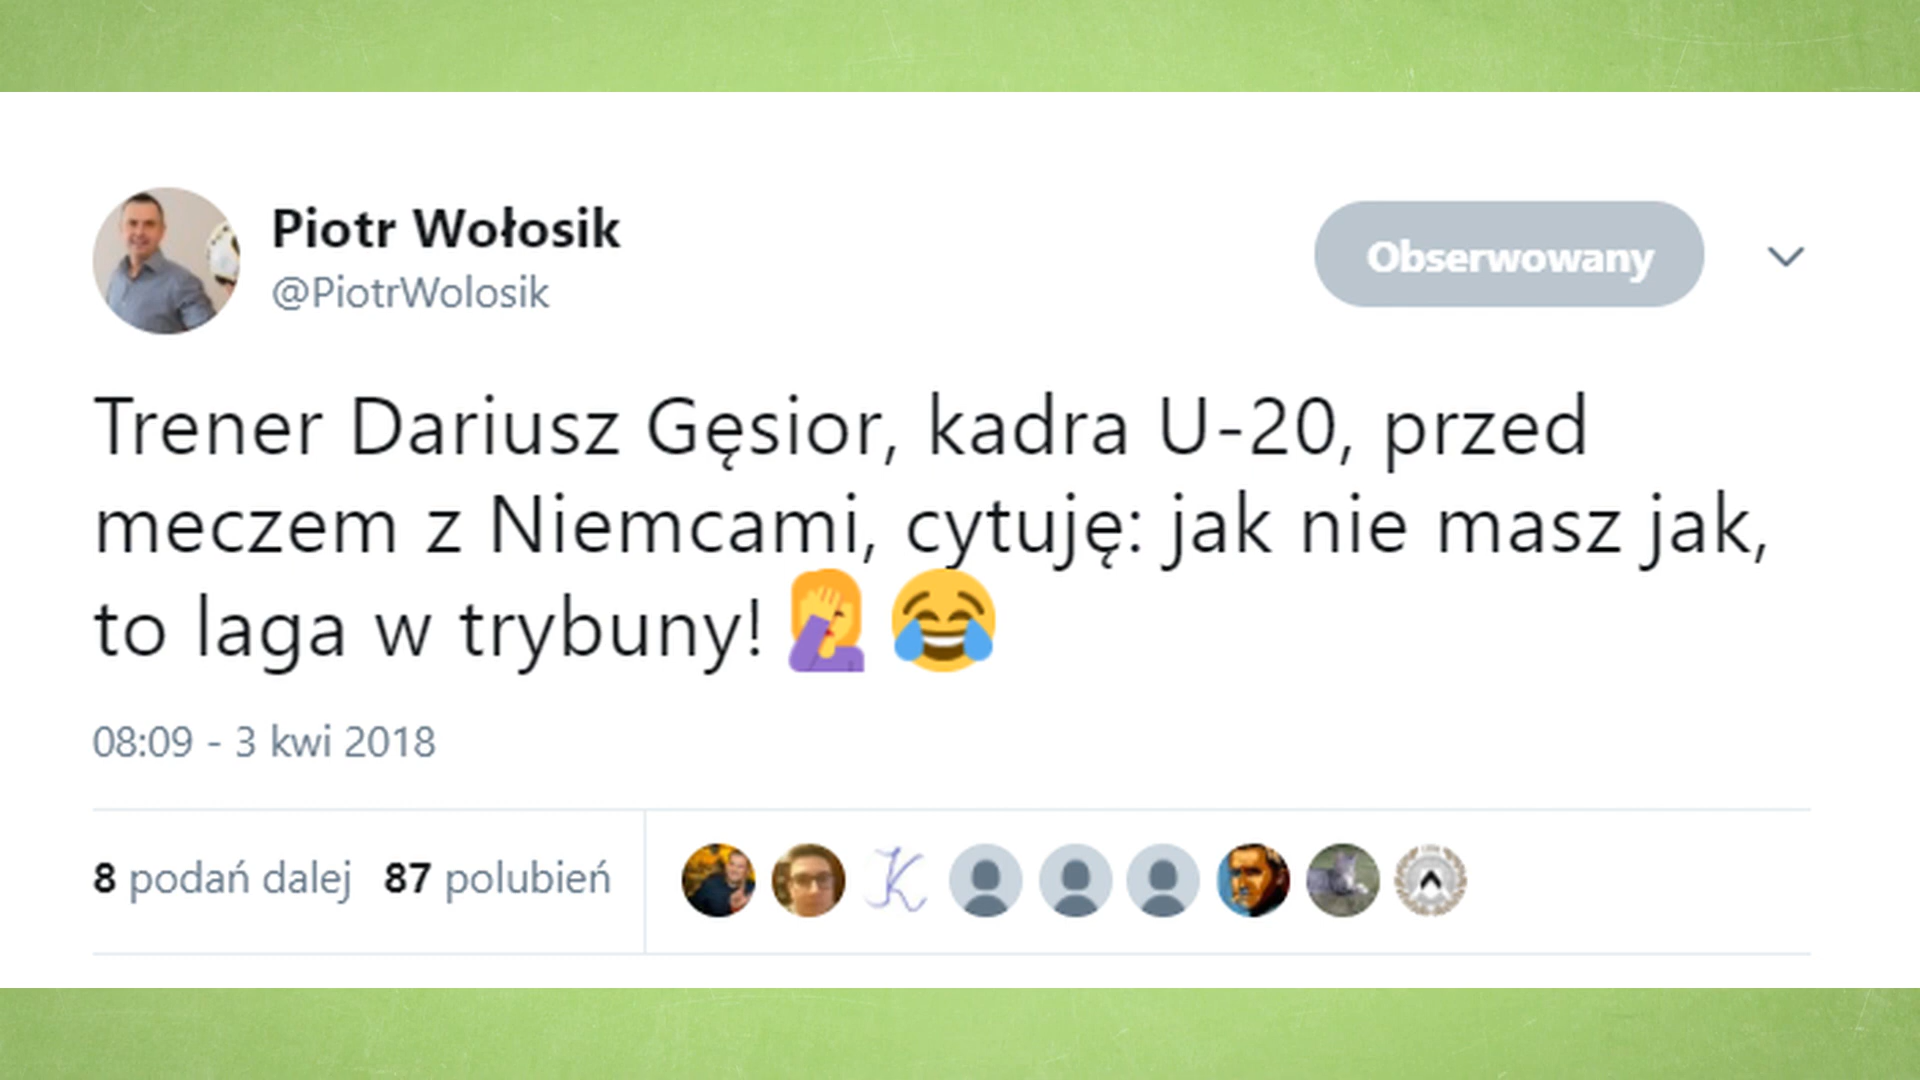 Piotr Wołosik
@PiotrWolosik
Obserwowany
Trener Dariusz Gęsior, kadra U-20, przed
meczem z Niemcami, cytuję: jak nie masz jak,
to laga w trybuny! 🤦‍♀️ 😂
08:09 - 3 kwi 2018
8 podań dalej 87 polubień
K